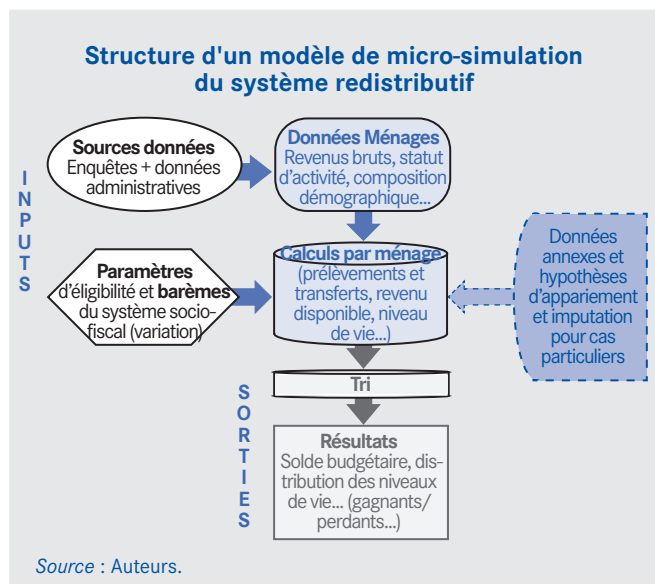 Structure d'un modèle de micro-simulation
du système redistributif
INPUTS
Sources données
Enquêtes + données
administratives
Données Ménages
Revenus bruts, statut
d'activité, composition
démographique...
Paramètres
d'éligibilité et barèmes
du système socio-
fiscal (variation)
Calculs par ménage
(prélèvements et
transferts, revenu
disponible, niveau
de vie...)
Données
annexes et
hypothèses
d'appariement
et imputation
pour cas
particuliers
SORTIES
Tri
Résultats
Solde budgétaire, dis-
tribution des niveaux
de vie... (gagnants/
perdants...)
Source : Auteurs.